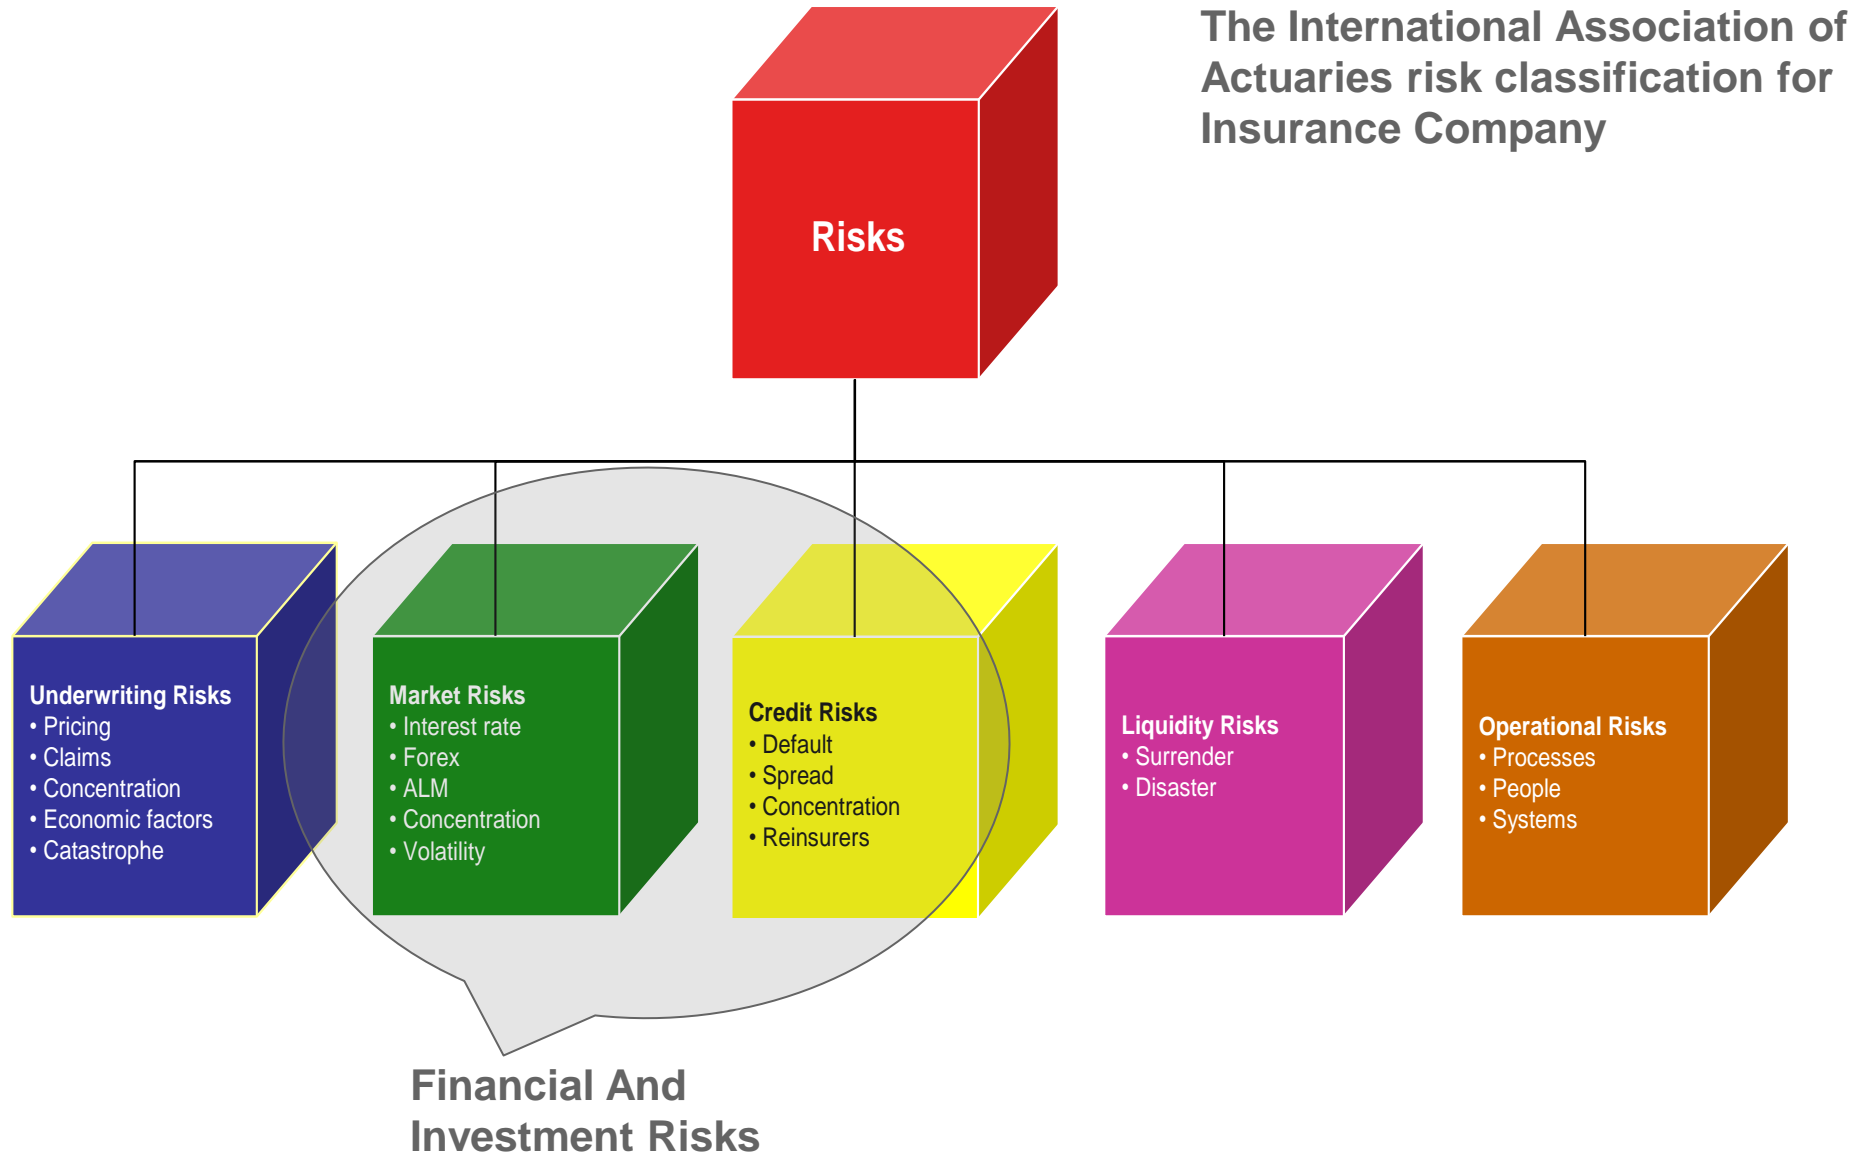 The International Association of
Actuaries risk classification for
Insurance Company
Risks
Underwriting Risks
• Pricing
• Claims
• Concentration
• Economic factors
• Catastrophe
Market Risks
• Interest rate
• Forex
• ALM
• Concentration
• Volatility
Credit Risks
• Default
• Spread
• Concentration
• Reinsurers
Liquidity Risks
• Surrender
• Disaster
Operational Risks
• Processes
• People
• Systems
Financial And
Investment Risks